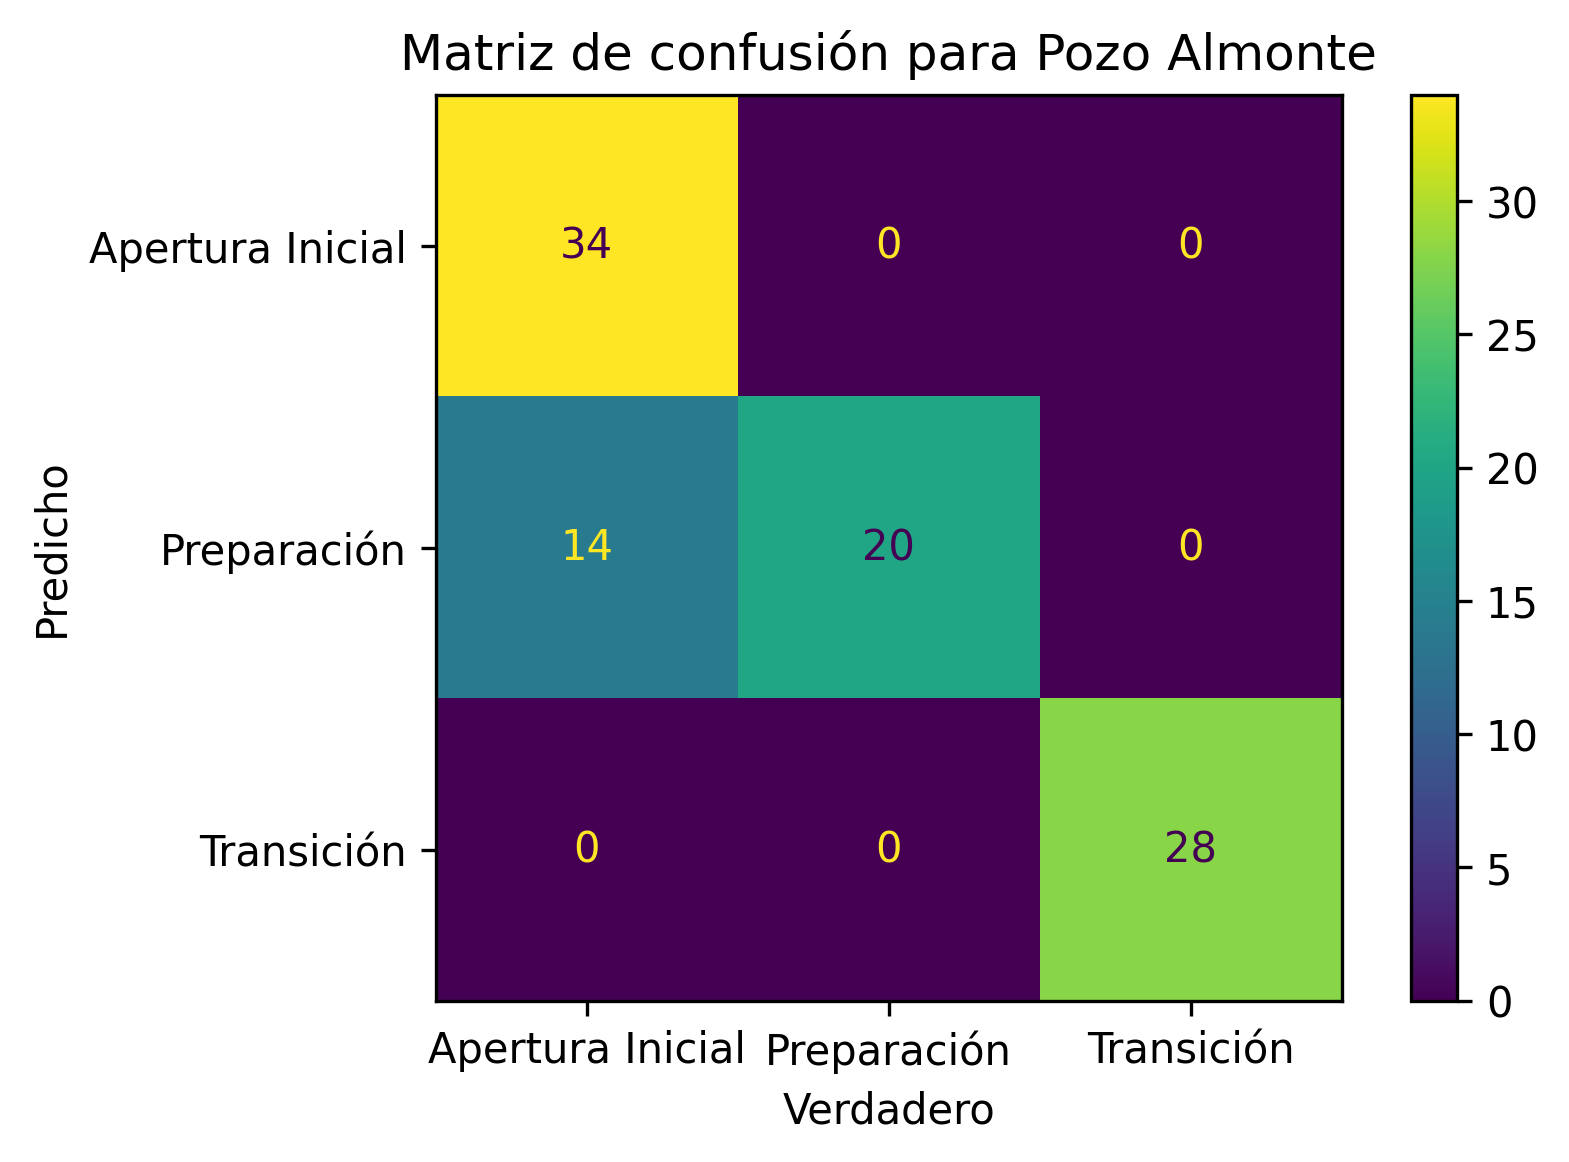 Matriz de confusión para Pozo Almonte
Predicho
Apertura Inicial
34 0 0
Preparación
14 20 0
Transición
0 0 28
Apertura Inicial Preparación Transición
Verdadero
30
25
20
15
10
5
0